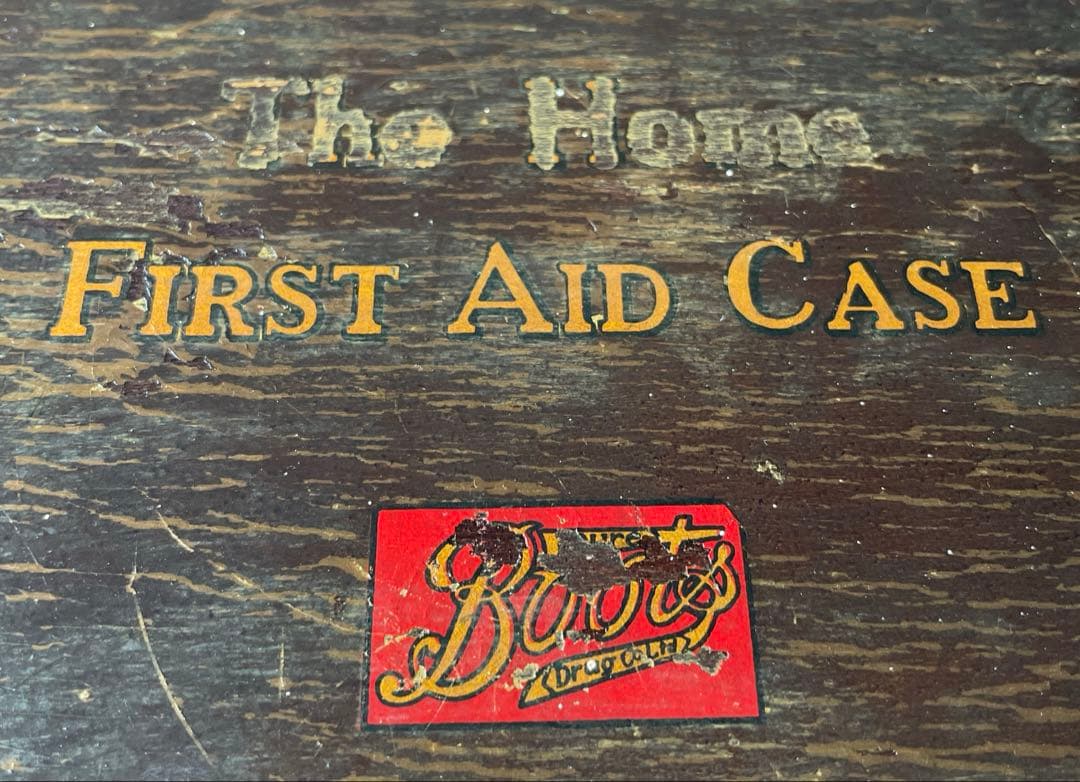 The Home
FIRST AID CASE
Boots
Drug Co Ltd